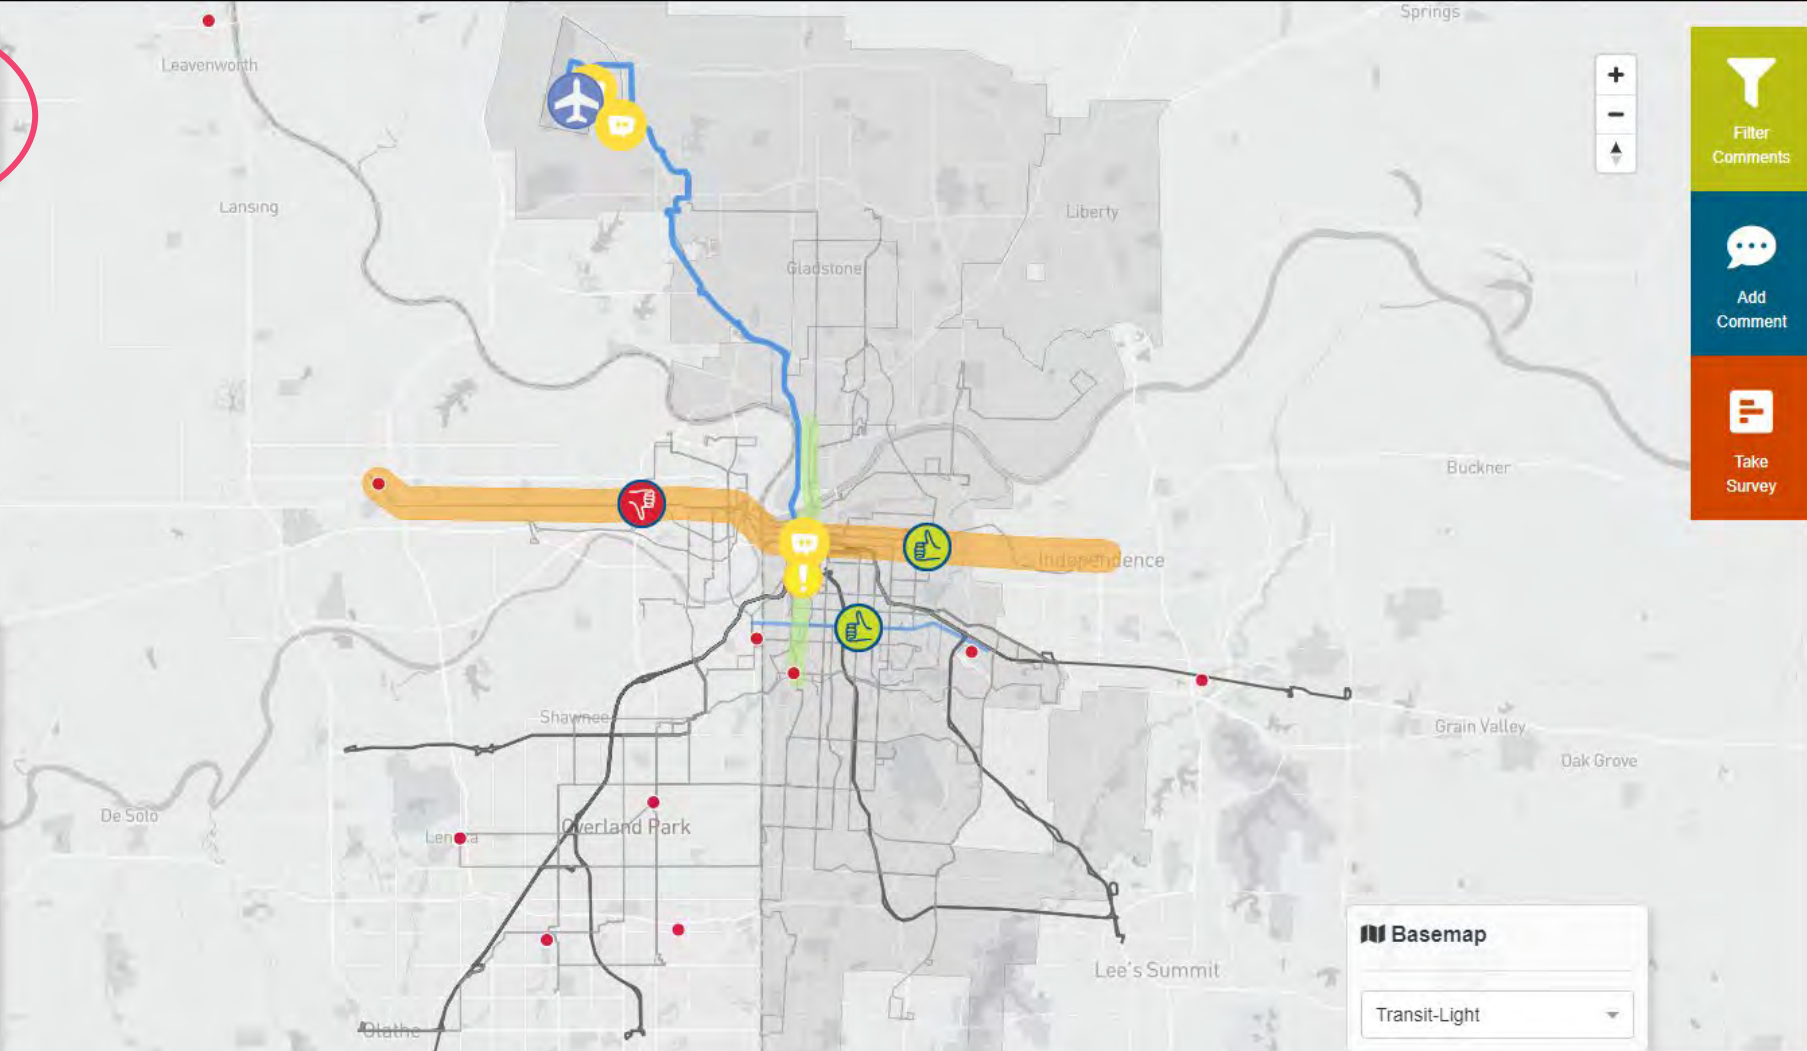 Springs
Leavenworth
Filter
Comments
Lansing
Liberty
Gladstone
Add
Comment
Buckner
Take
Survey
Independence
Shawnee
Grain Valley
Oak Grove
De Soto
Overland Park
Lenexa
Basemap
Lee's Summit
Transit-Light
Olathe